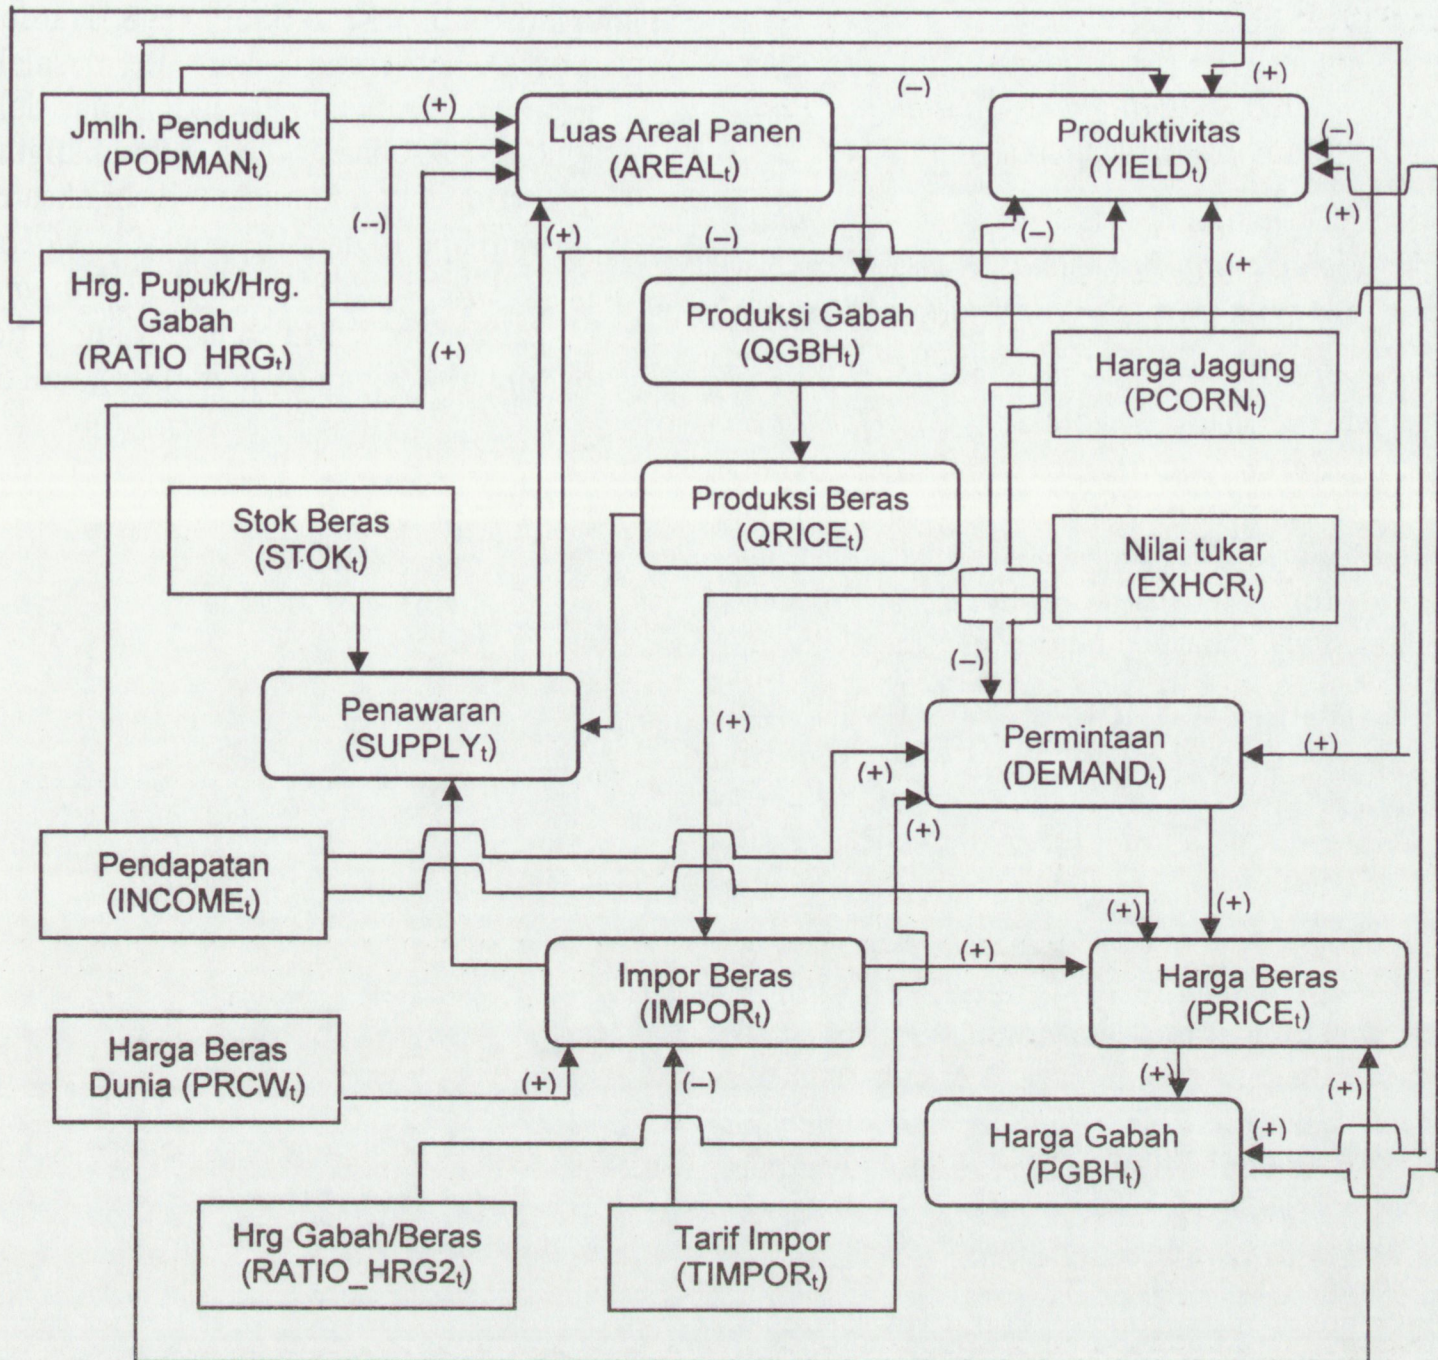 (–)
(+)
(+)
Jmlh. Penduduk
(POPMANt)
Luas Areal Panen
(AREALt)
Produktivitas
(YIELDt)
(–)
(--)
(+)
(–)
(–)
(+)
(+
Hrg. Pupuk/Hrg.
Gabah
(RATIO_HRGt)
(+)
Produksi Gabah
(QGBHt)
Harga Jagung
(PCORNt)
Stok Beras
(STOKt)
Produksi Beras
(QRICEt)
Nilai tukar
(EXHCRt)
(–)
Penawaran
(SUPPLYt)
(+)
Permintaan
(DEMANDt)
(+)
(+)
(+)
Pendapatan
(INCOMEt)
(+)
(+)
Impor Beras
(IMPORt)
(+)
Harga Beras
(PRICEt)
Harga Beras
Dunia (PRCWt)
(+)
(–)
(+)
(+)
Harga Gabah
(PGBHt)
(+)
Hrg Gabah/Beras
(RATIO_HRG2t)
Tarif Impor
(TIMPORt)